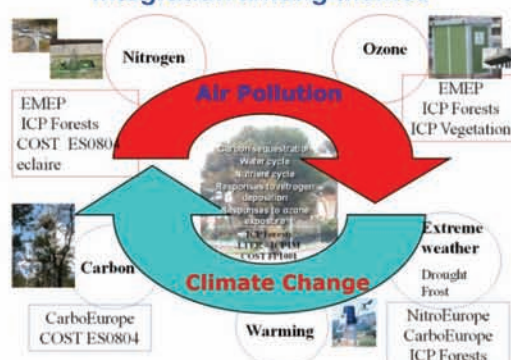 Nitrogen
Ozone
Air Pollution
EMEP
ICP Forests
COST ES0804
eclaire
EMEP
ICP Forests
ICP Vegetation
Carbon sequestration
Water cycle
Nutrient cycle
Responses to nitrogen
deposition
Responses to ozone
exposure
ICP Forests
COST FP1001
Extreme
weather
Drought
Frost
Carbon
Climate Change
CarboEurope
COST ES0804
Warming
NitroEurope
CarboEurope
ICP Forests